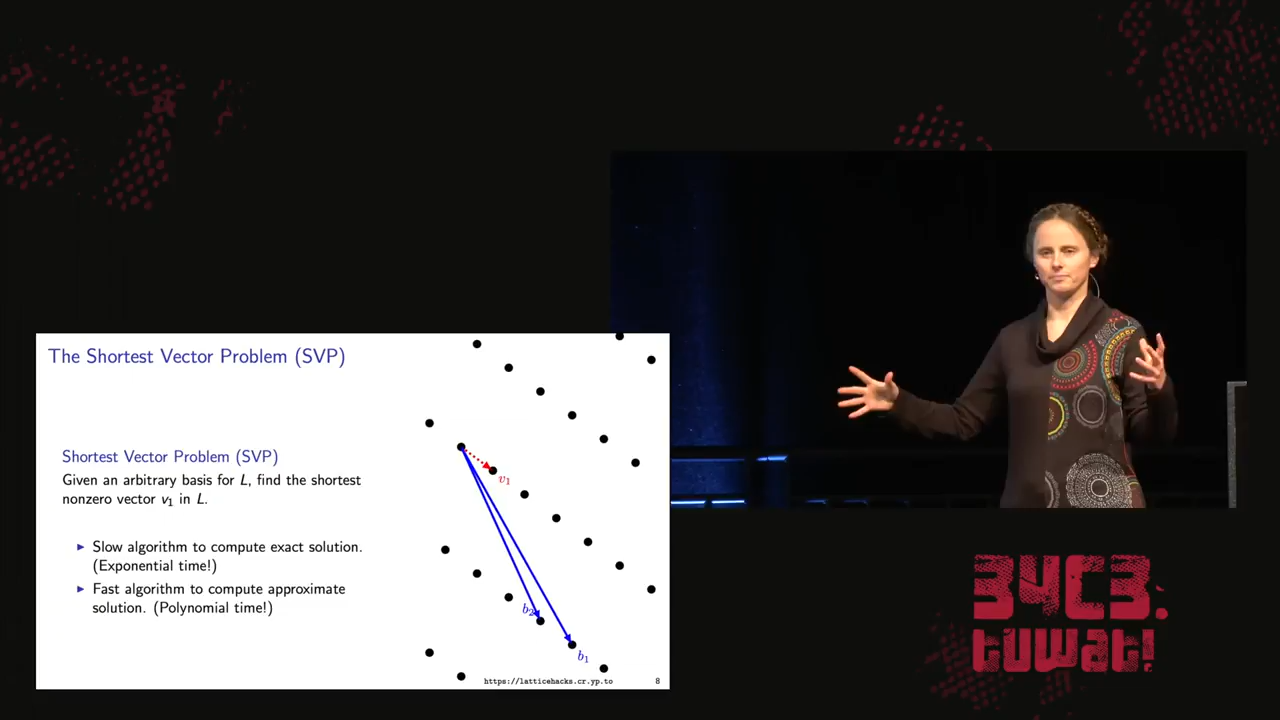 The Shortest Vector Problem (SVP)
Shortest Vector Problem (SVP)
Given an arbitrary basis for L, find the shortest
nonzero vector v₁ in L.
▶ Slow algorithm to compute exact solution.
(Exponential time!)
▶ Fast algorithm to compute approximate
solution. (Polynomial time!)
v₁
b₂
b₁
https://latticehacks.cr.yp.to
8
34C3.
tuwat!